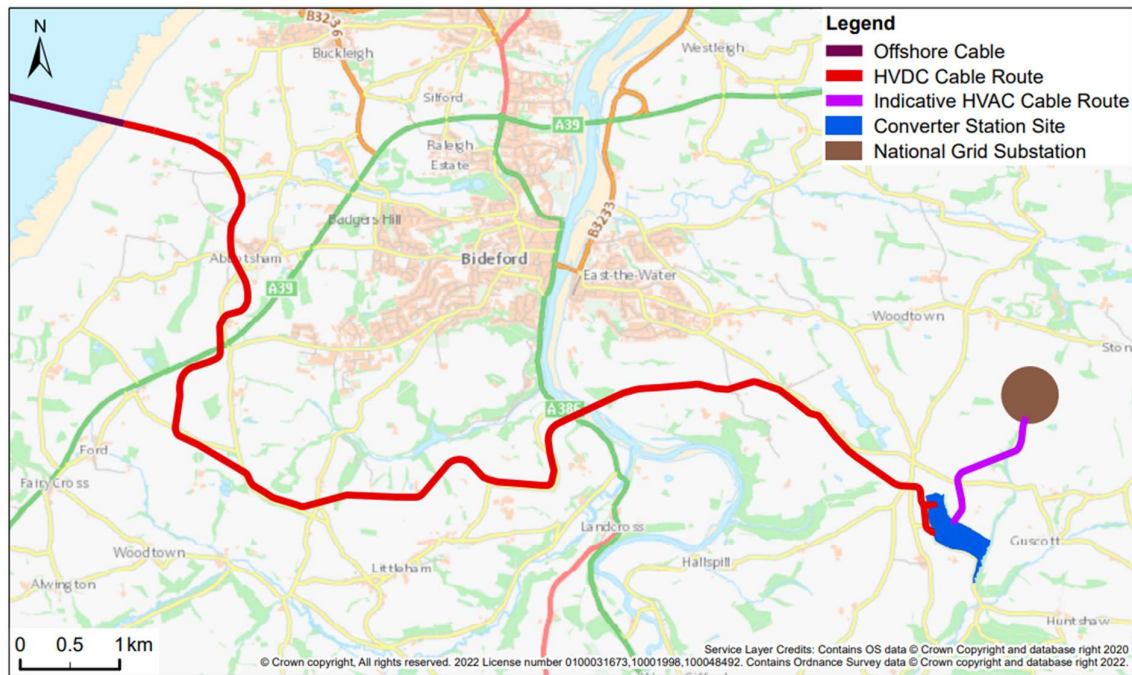 N
B3236
Buckleigh
Westleigh
Silford
A39
Raleigh
Estate
Badgers Hill
Abbotsham
Bideford
B3233
East-the-Water
A39
Woodtown
A386
Ford
Fairy Cross
Woodtown
Alwington
Littleham
Landcross
Hallspill
Guscott
Huntshaw
Legend
Offshore Cable
HVDC Cable Route
Indicative HVAC Cable Route
Converter Station Site
National Grid Substation
0 0.5 1 km
Service Layer Credits: Contains OS data © Crown Copyright and database right 2020
© Crown copyright, All rights reserved. 2022 License number 0100031673,10001998,100048492. Contains Ordnance Survey data © Crown copyright and database right 2022.